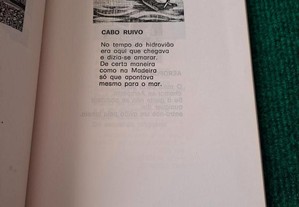 CABO RUIVO
No tempo do hidrovião
era aqui que chegava
e dizia-se amarar.
De certa maneira
como na Madeira
só que apontava
mesmo para o mar.